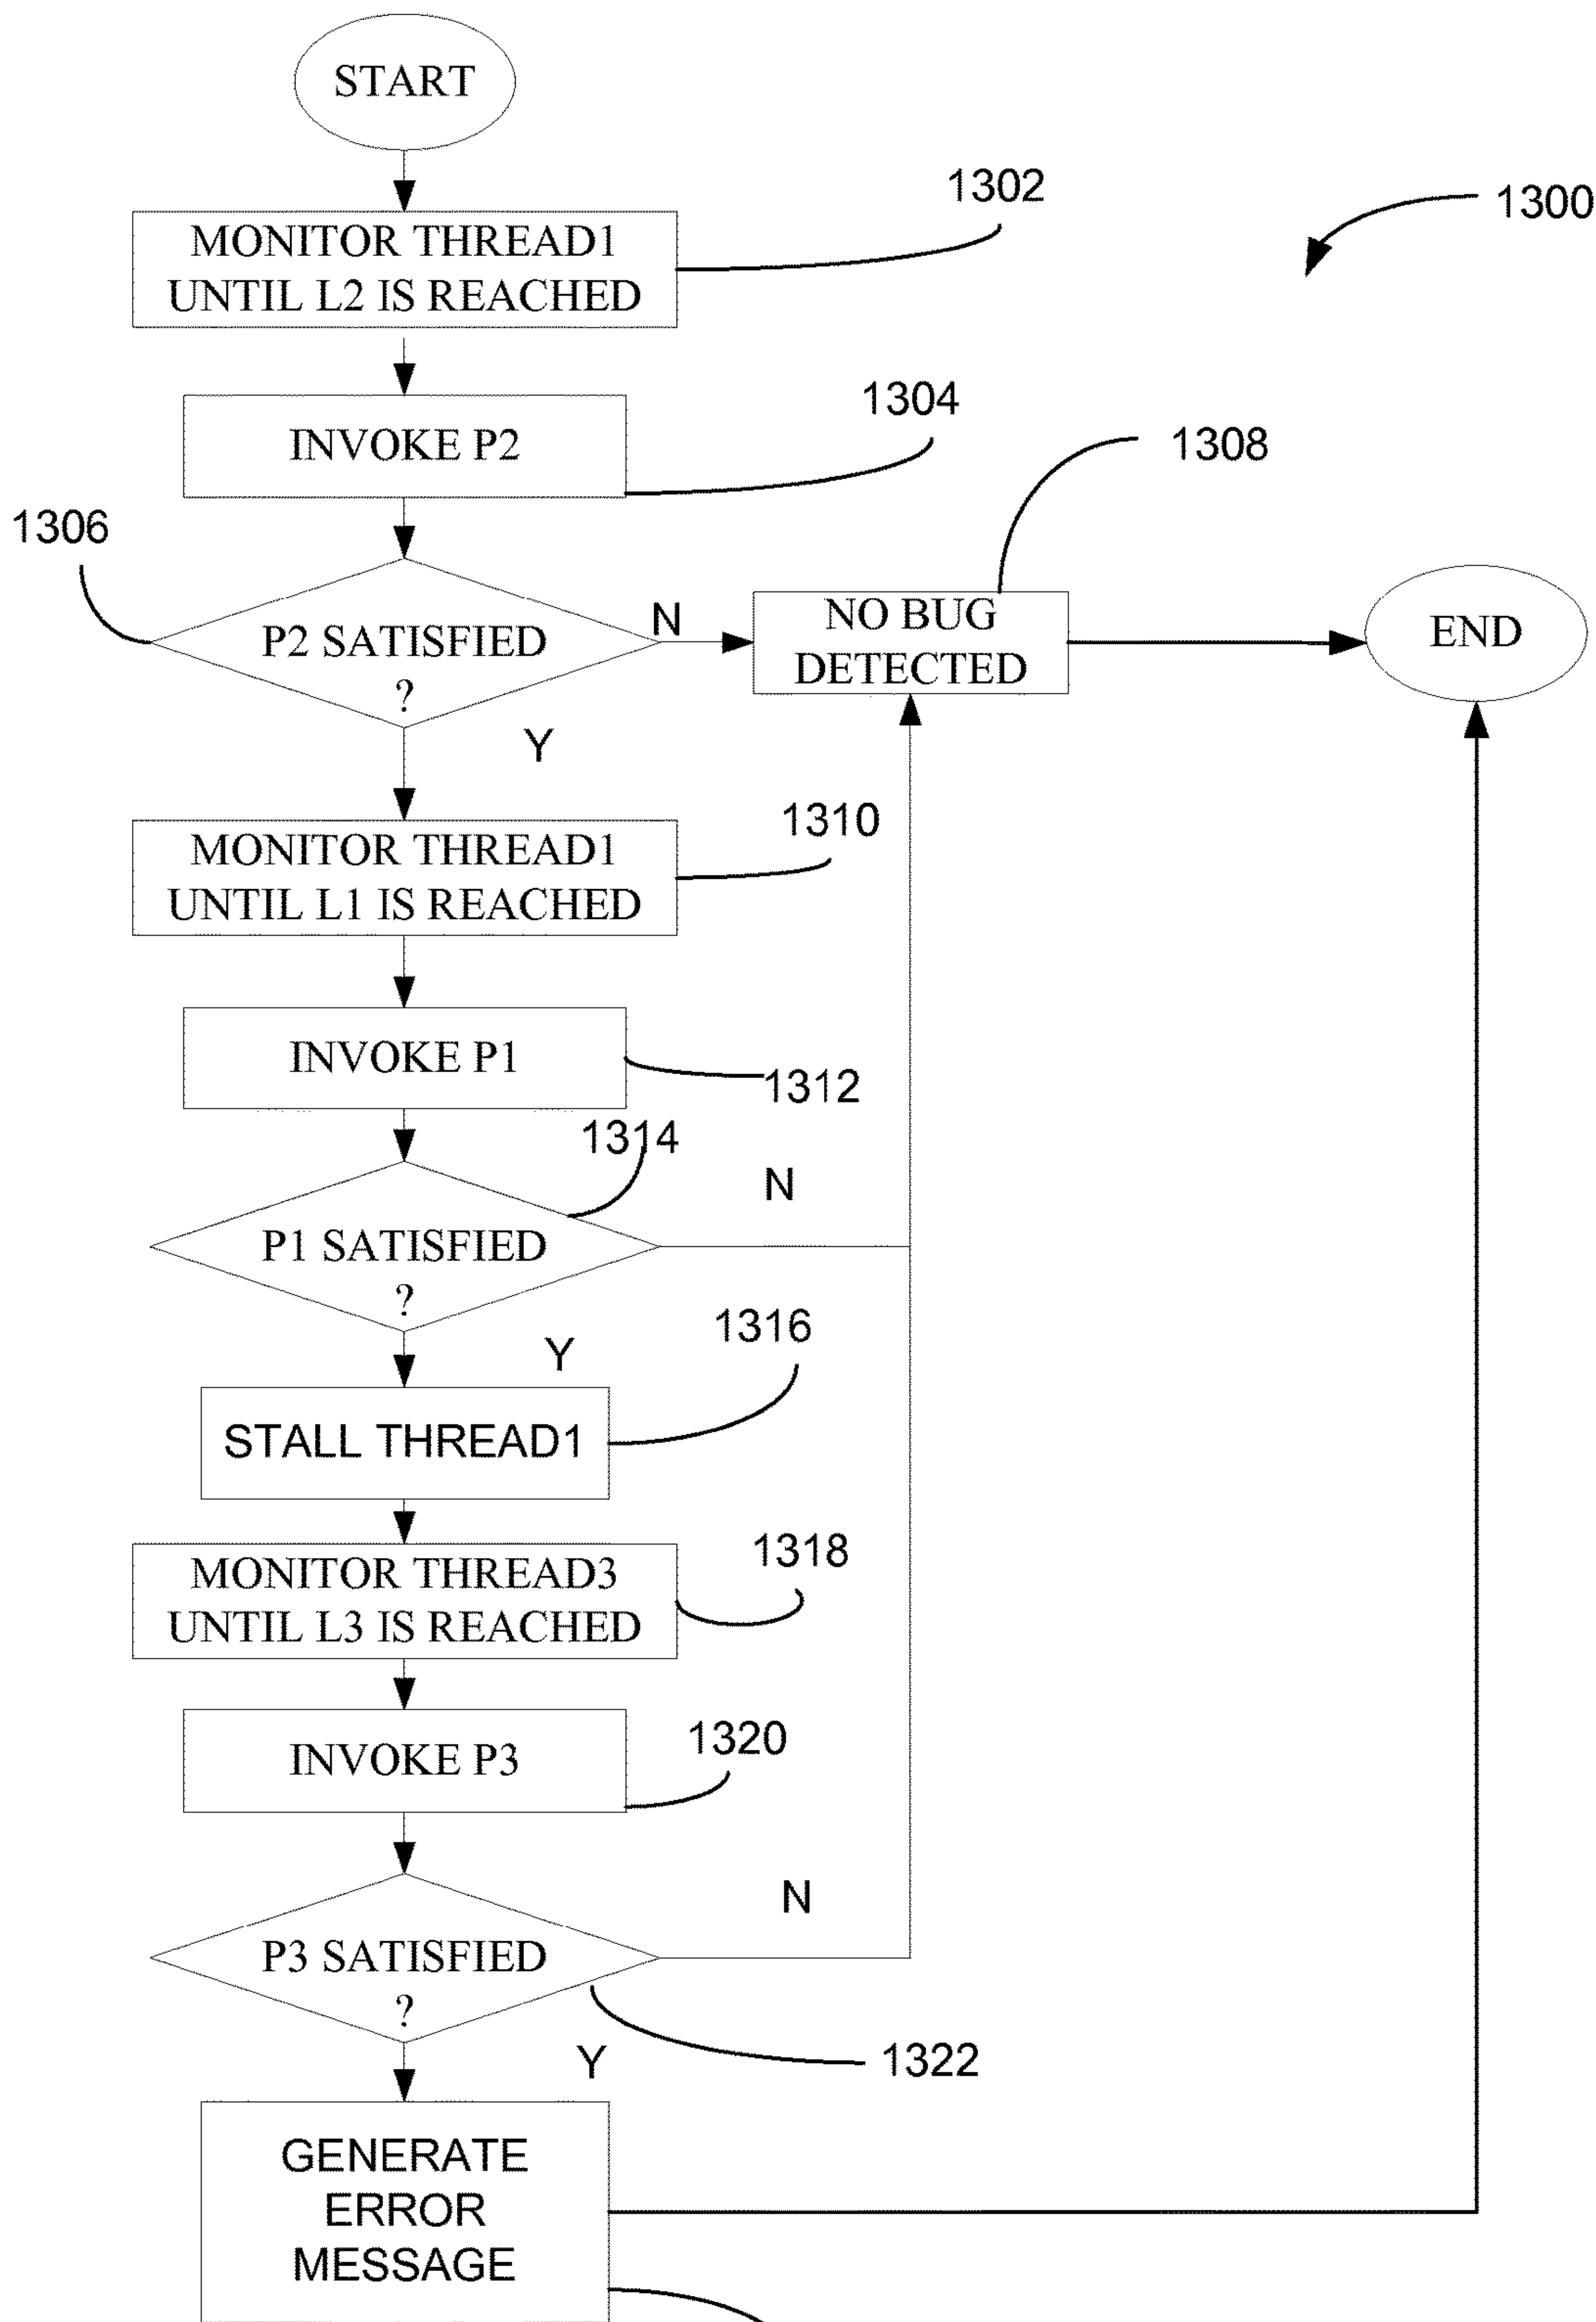 START
1302
1300
MONITOR THREAD1
UNTIL L2 IS REACHED
1304
INVOKE P2
1308
1306
P2 SATISFIED
?
N
NO BUG
DETECTED
END
Y
1310
MONITOR THREAD1
UNTIL L1 IS REACHED
INVOKE P1
1312
1314
N
P1 SATISFIED
?
Y
1316
STALL THREAD1
1318
MONITOR THREAD3
UNTIL L3 IS REACHED
1320
INVOKE P3
N
P3 SATISFIED
?
1322
Y
GENERATE
ERROR
MESSAGE